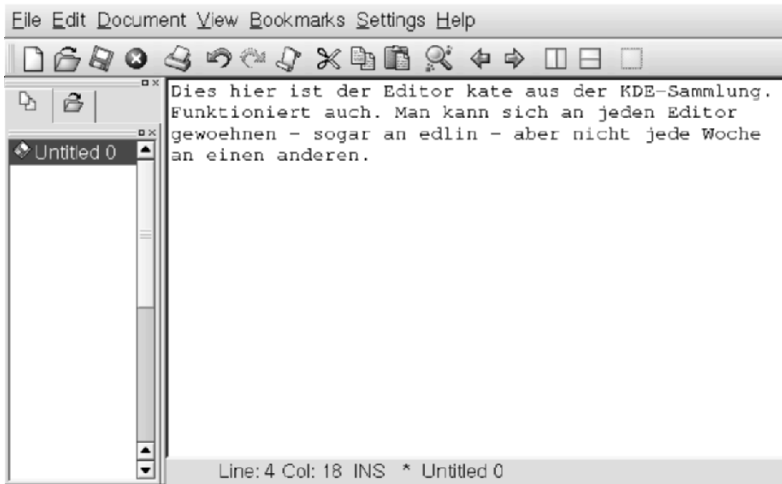 File Edit Document View Bookmarks Settings Help
Dies hier ist der Editor kate aus der KDE-Sammlung.
Funktioniert auch. Man kann sich an jeden Editor
gewoehnen - sogar an edlin - aber nicht jede Woche
an einen anderen.
Untitled 0
Line: 4 Col: 18 INS * Untitled 0